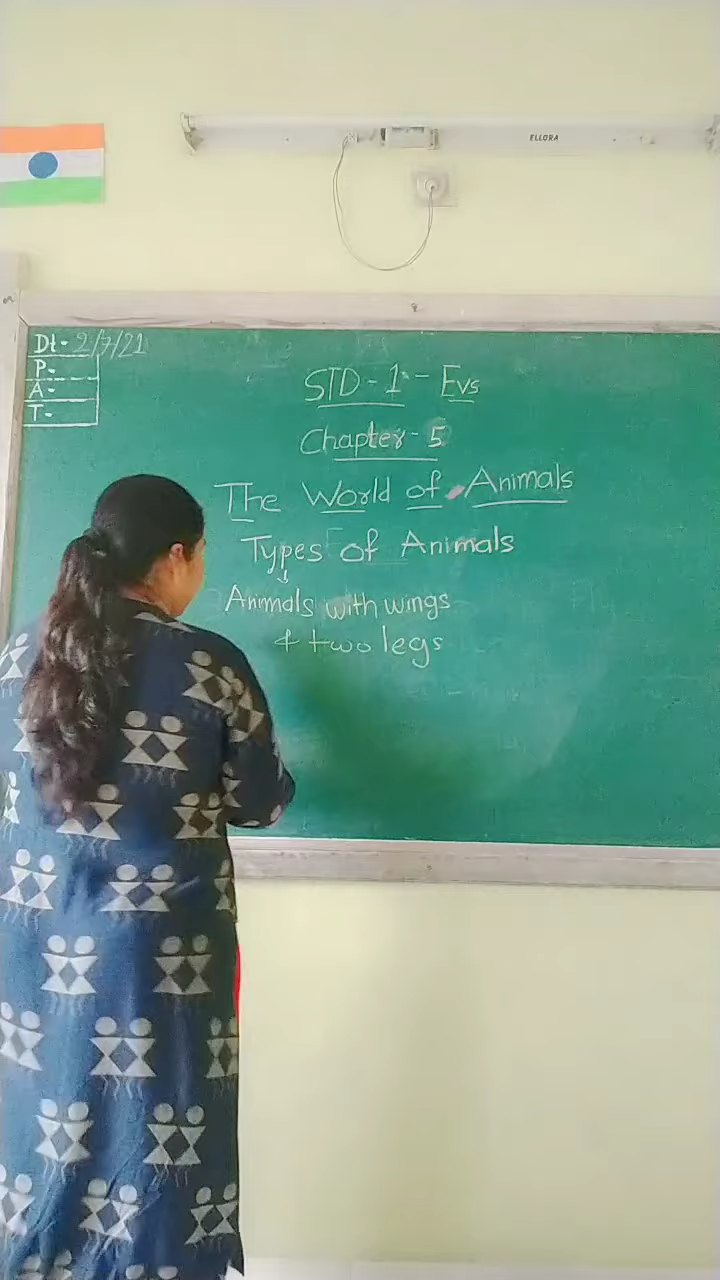 ELLORA
Dt- 2/7/21
P-
A-
T-
STD-1-Evs
Chapter-5
The World of Animals
Types of Animals
Animals with wings
& two legs